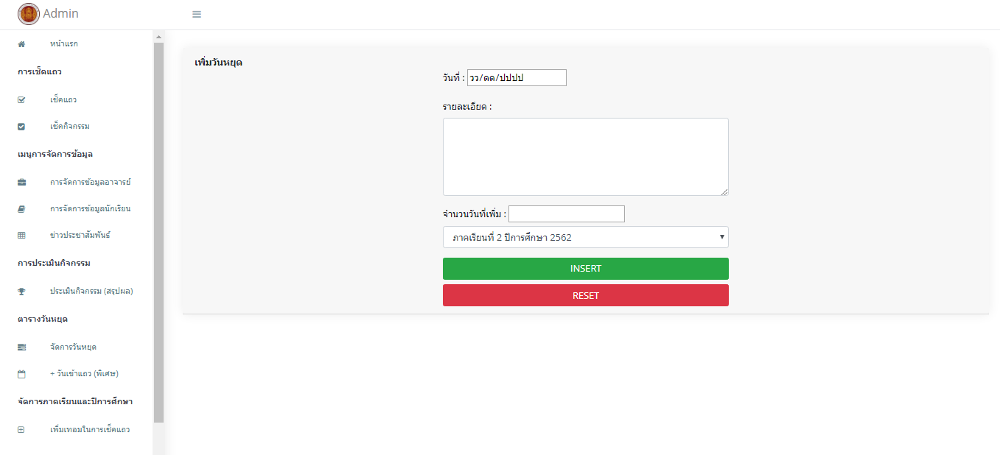 Admin
หน้าแรก
การเช็คแถว
เช็คแถว
เช็คกิจกรรม
เมนูการจัดการข้อมูล
การจัดการข้อมูลอาจารย์
การจัดการข้อมูลนักเรียน
ข่าวประชาสัมพันธ์
การประเมินกิจกรรม
ประเมินกิจกรรม (สรุปผล)
ตารางวันหยุด
จัดการวันหยุด
+ วันเข้าแถว (พิเศษ)
จัดการภาคเรียนและปีการศึกษา
เพิ่มเทอมในการเช็คแถว
เพิ่มวันหยุด
วันที่ : วว/ดด/ปปปป
รายละเอียด :
จำนวนวันที่เพิ่ม :
ภาคเรียนที่ 2 ปีการศึกษา 2562
INSERT
RESET